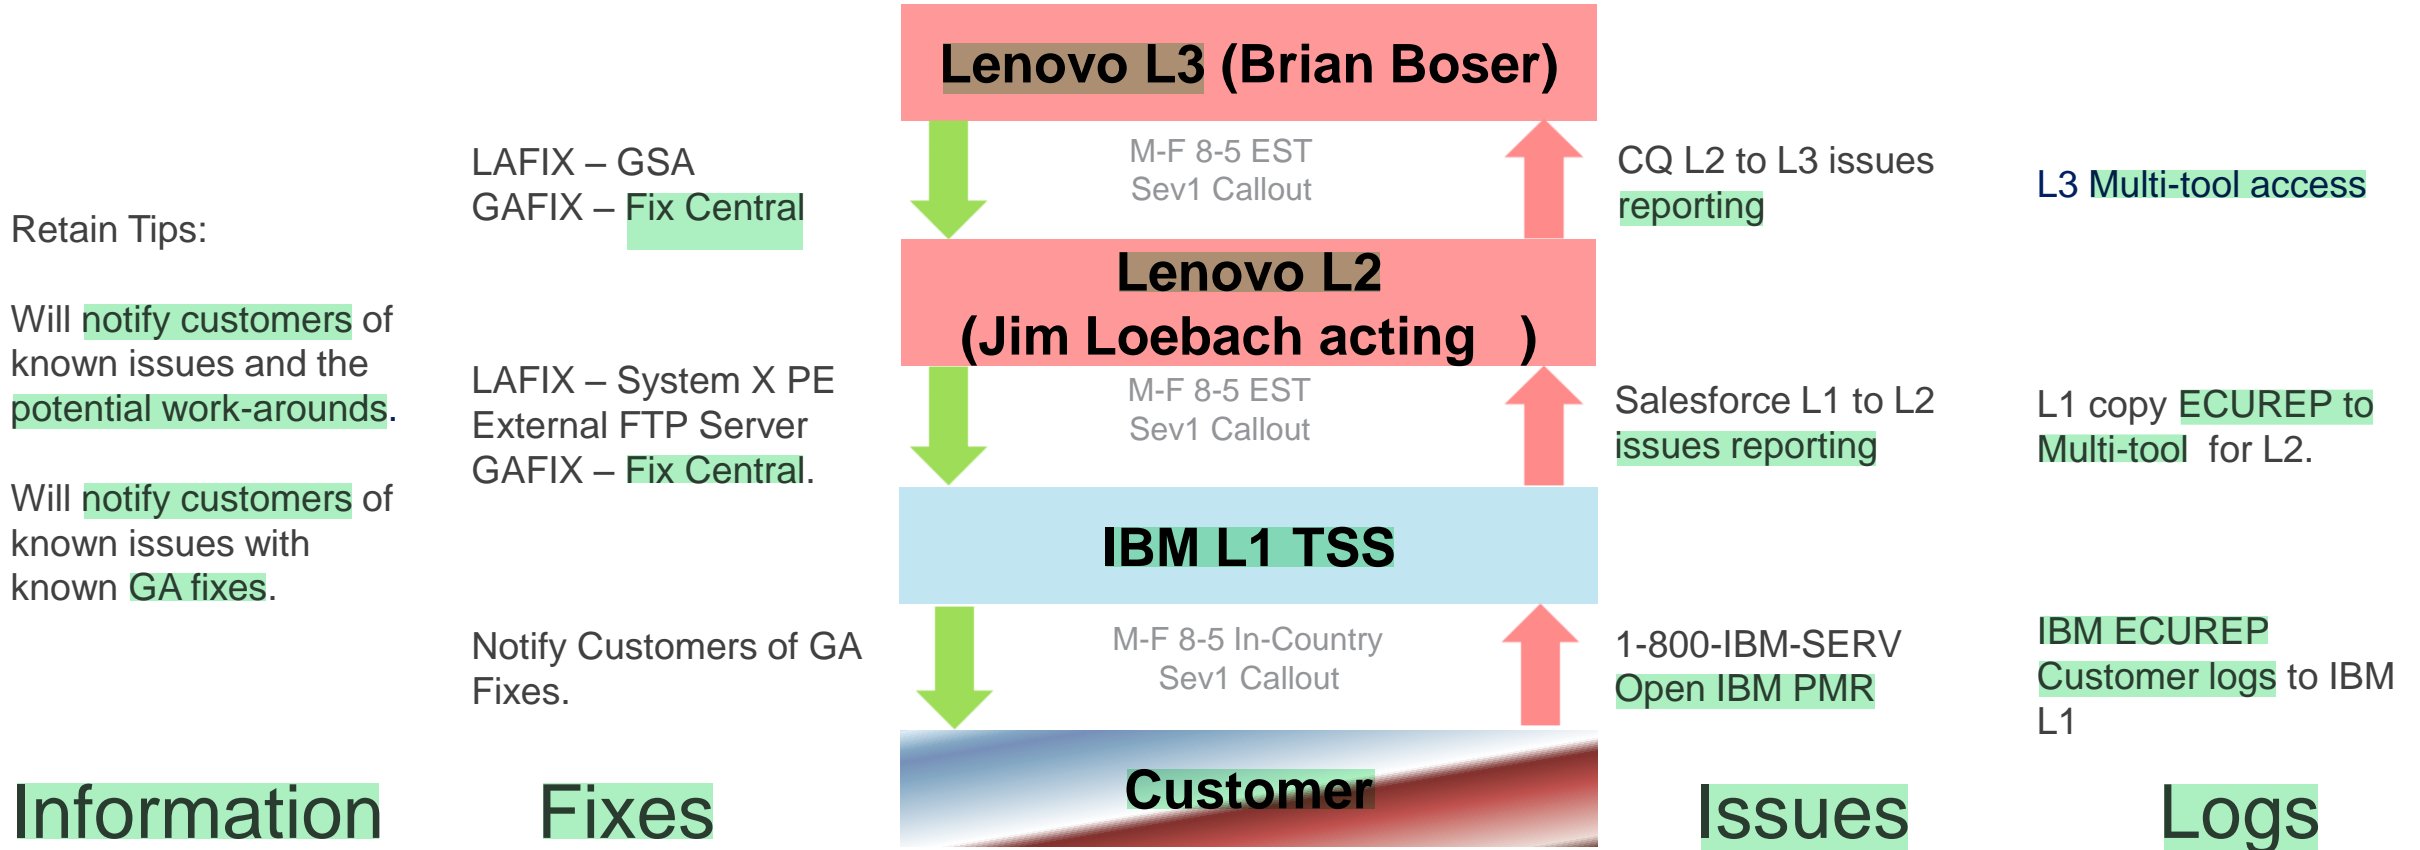 Lenovo L3 (Brian Boser)
M-F 8-5 EST
Sev1 Callout
Lenovo L2
(Jim Loebach acting )
M-F 8-5 EST
Sev1 Callout
IBM L1 TSS
M-F 8-5 In-Country
Sev1 Callout
Customer
Retain Tips:
Will notify customers of
known issues and the
potential work-arounds.
Will notify customers of
known issues with
known GA fixes.
Information
LAFIX – GSA
GAFIX – Fix Central
LAFIX – System X PE
External FTP Server
GAFIX – Fix Central.
Notify Customers of GA
Fixes.
Fixes
CQ L2 to L3 issues
reporting
Salesforce L1 to L2
issues reporting
1-800-IBM-SERV
Open IBM PMR
Issues
L3 Multi-tool access
L1 copy ECUREP to
Multi-tool for L2.
IBM ECUREP
Customer logs to IBM
L1
Logs